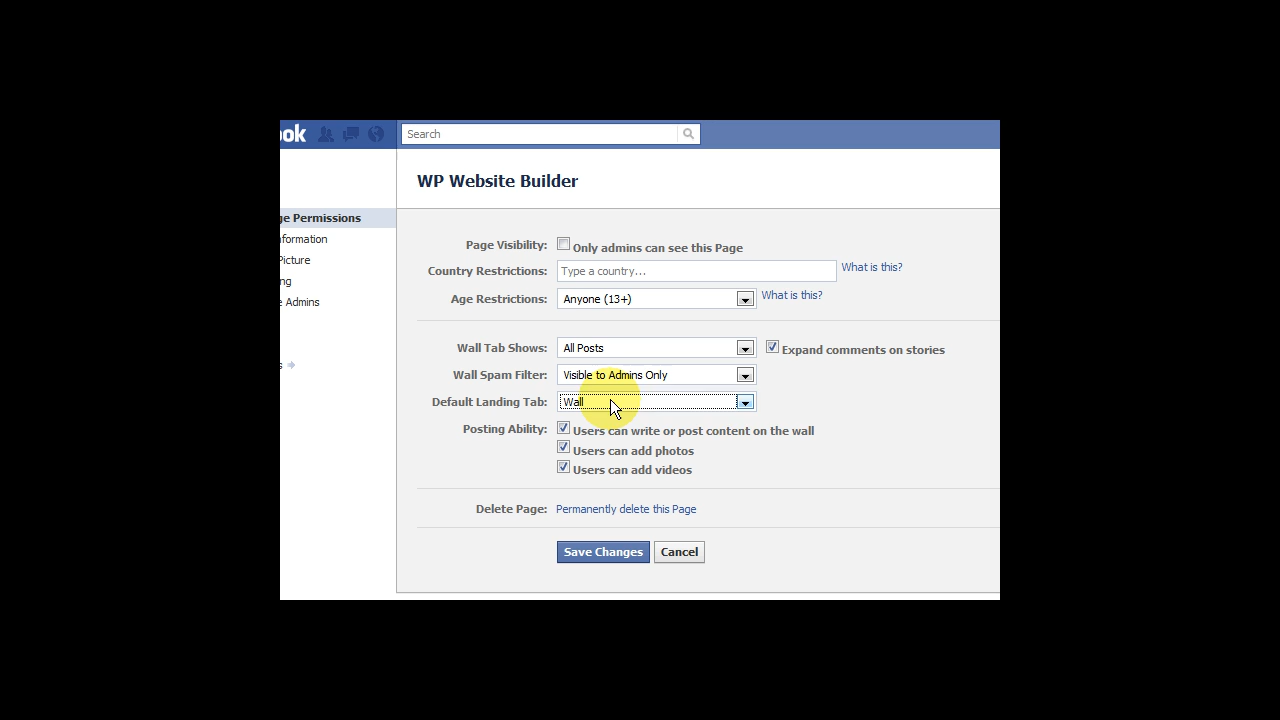 ook Search
WP Website Builder
ge Permissions
nformation
Picture
ng
e Admins
s
Page Visibility: Only admins can see this Page
Country Restrictions: Type a country... What is this?
Age Restrictions: Anyone (13+) What is this?
Wall Tab Shows: All Posts Expand comments on stories
Wall Spam Filter: Visible to Admins Only
Default Landing Tab: Wall
Posting Ability: Users can write or post content on the wall
Users can add photos
Users can add videos
Delete Page: Permanently delete this Page
Save Changes Cancel